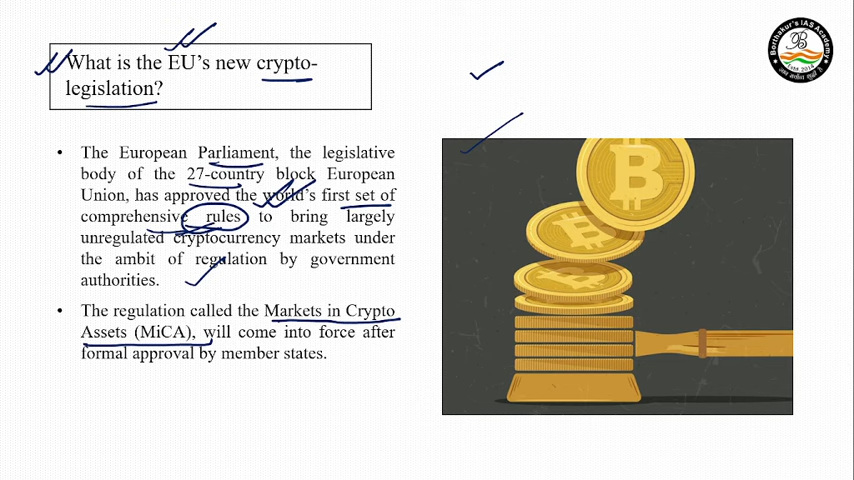 What is the EU's new crypto-
legislation?
• The European Parliament, the legislative
body of the 27-country block European
Union, has approved the world's first set of
comprehensive rules to bring largely
unregulated cryptocurrency markets under
the ambit of regulation by government
authorities.
• The regulation called the Markets in Crypto
Assets (MiCA), will come into force after
formal approval by member states.
Borthakur's IAS Academy
B
Estd. 2014